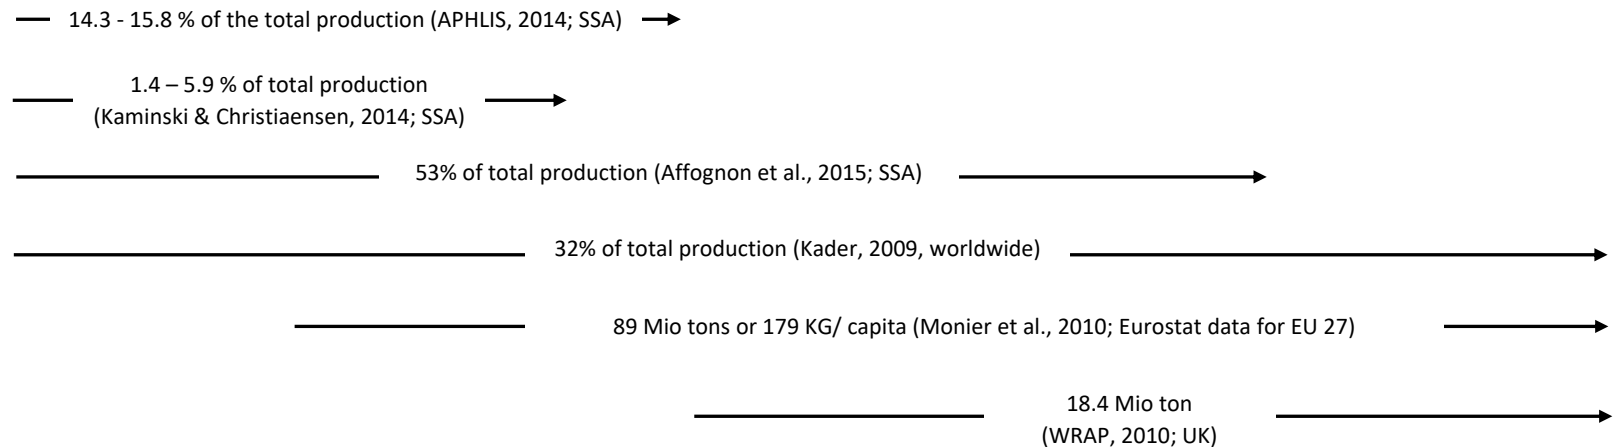 14.3 - 15.8 % of the total production (APHLIS, 2014; SSA)
1.4 – 5.9 % of total production
(Kaminski & Christiaensen, 2014; SSA)
53% of total production (Affognon et al., 2015; SSA)
32% of total production (Kader, 2009, worldwide)
89 Mio tons or 179 KG/ capita (Monier et al., 2010; Eurostat data for EU 27)
18.4 Mio ton
(WRAP, 2010; UK)